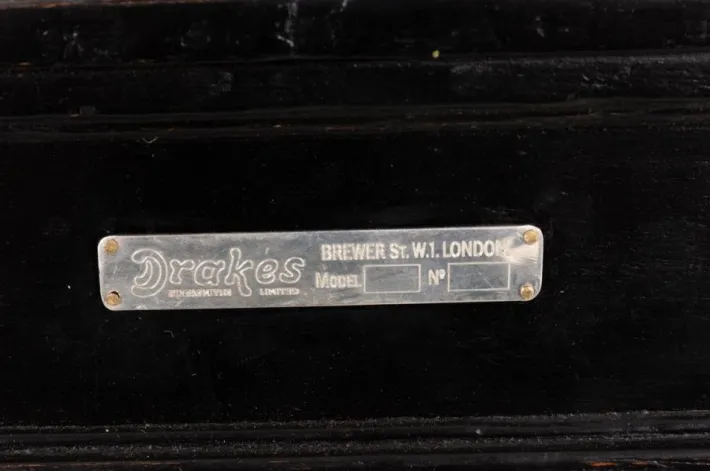 Drakes
LIMITED
BREWER ST. W.1. LONDON
MODEL Nº